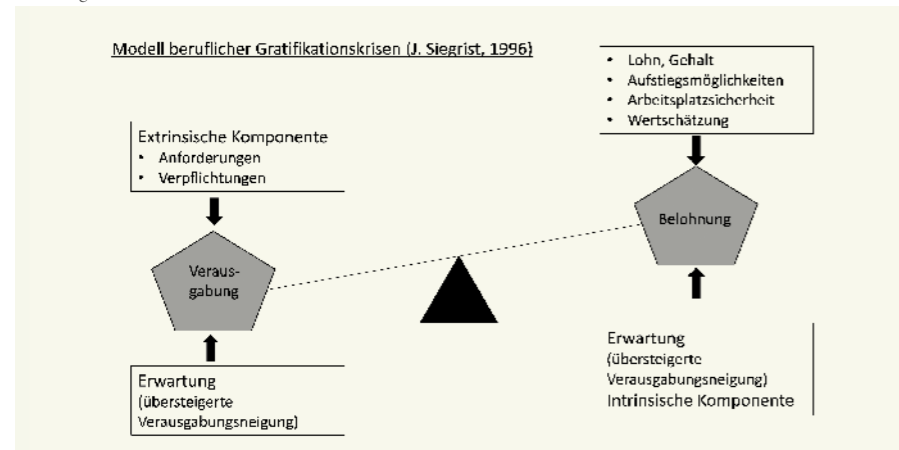 Modell beruflicher Gratifikationskrisen (J. Siegrist, 1996)
• Lohn, Gehalt
• Aufstiegsmöglichkeiten
• Arbeitsplatzsicherheit
• Wertschätzung
Extrinsische Komponente
• Anforderungen
• Verpflichtungen
Belohnung
Veraus-
gabung
Erwartung
(übersteigerte
Verausgabungsneigung)
Erwartung
(übersteigerte
Verausgabungsneigung)
Intrinsische Komponente